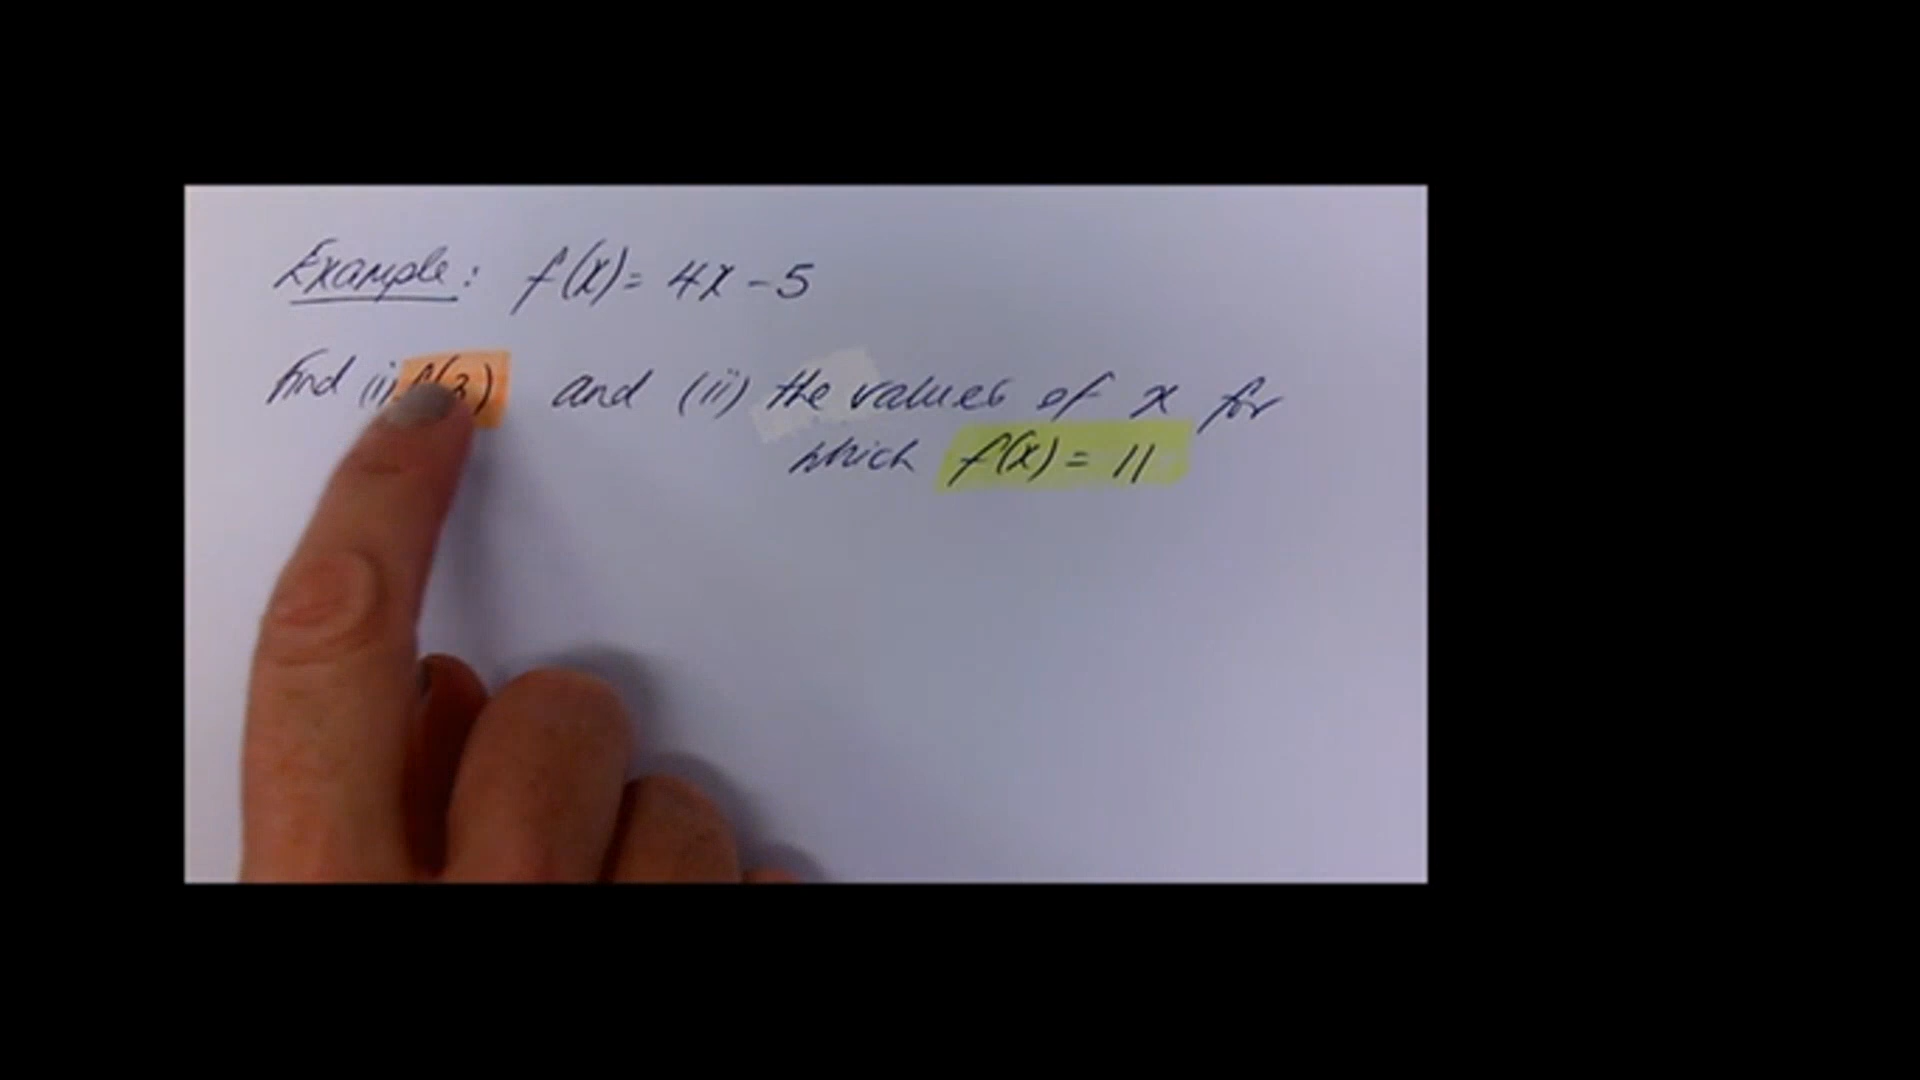 Example: f(x) = 4x - 5
Find (i) f(3) and (ii) the values of x for
which f(x) = 11